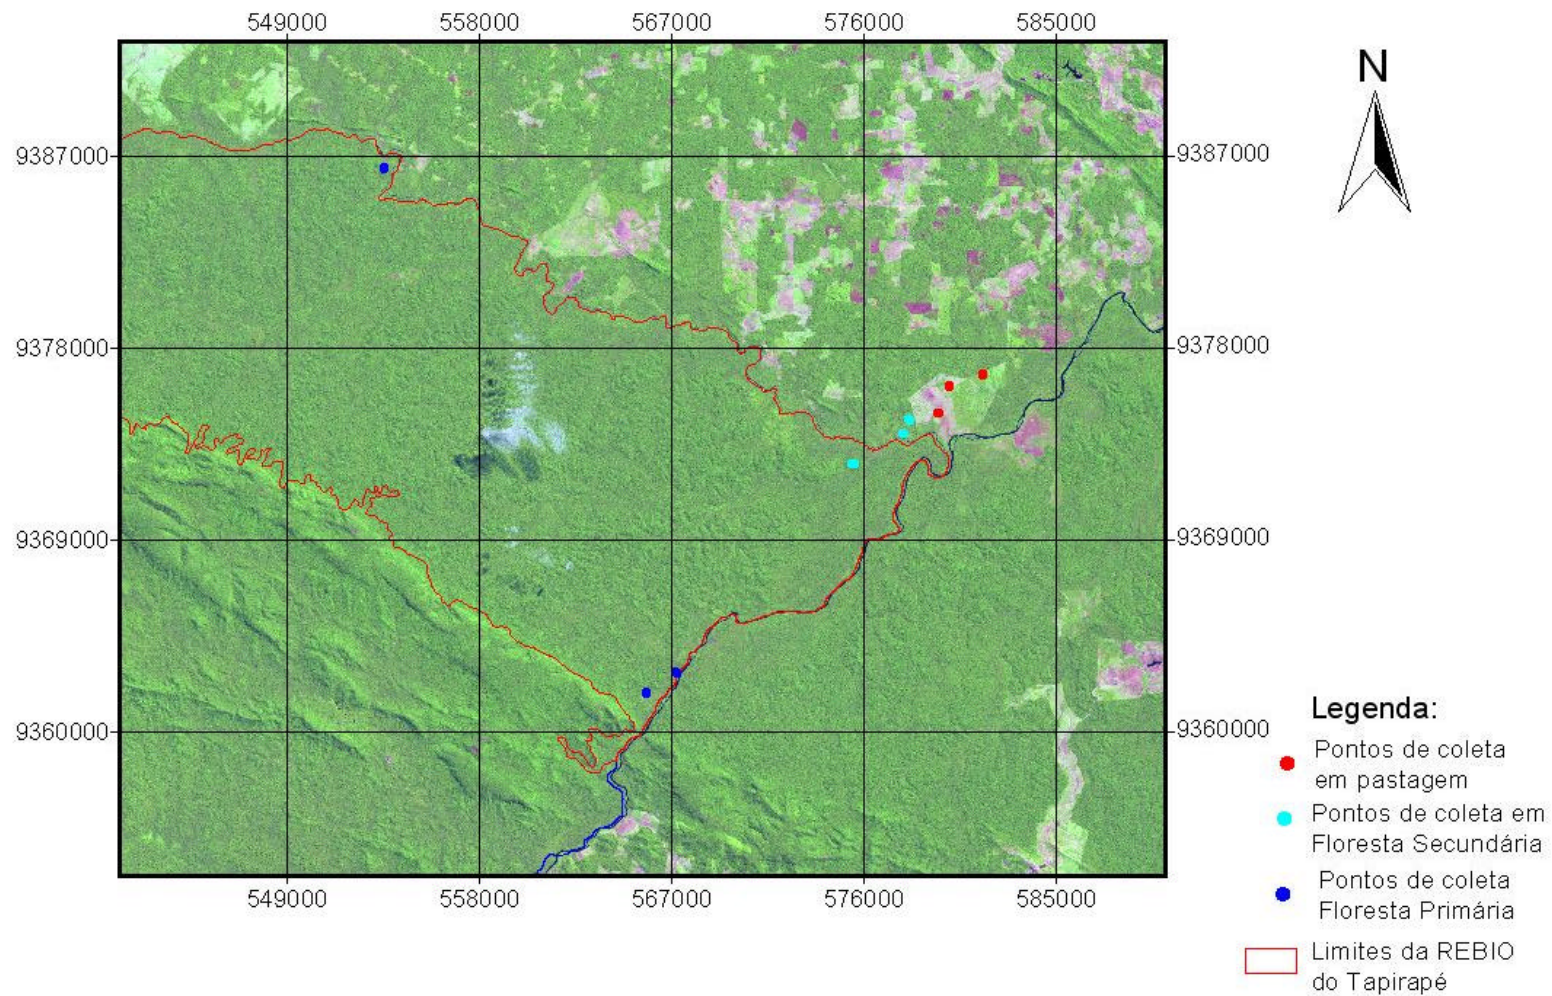 549000 558000 567000 576000 585000
N
9387000 9387000
9378000 9378000
9369000 9369000
9360000 9360000
549000 558000 567000 576000 585000
Legenda:
Pontos de coleta
em pastagem
Pontos de coleta em
Floresta Secundária
Pontos de coleta
Floresta Primária
Limites da REBIO
do Tapirapé